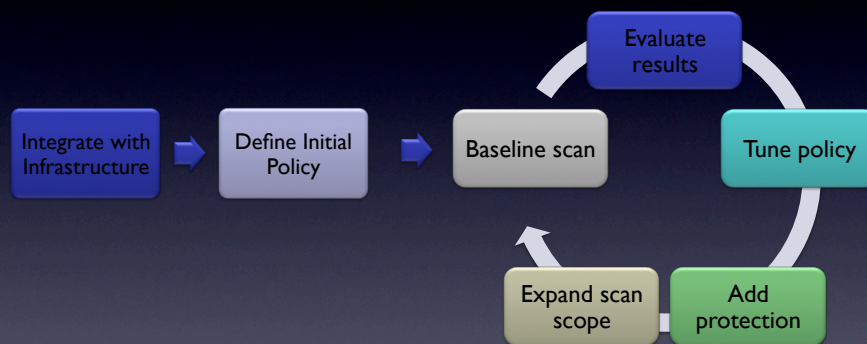 Integrate with
Infrastructure
Define Initial
Policy
Baseline scan
Evaluate
results
Tune policy
Add
protection
Expand scan
scope